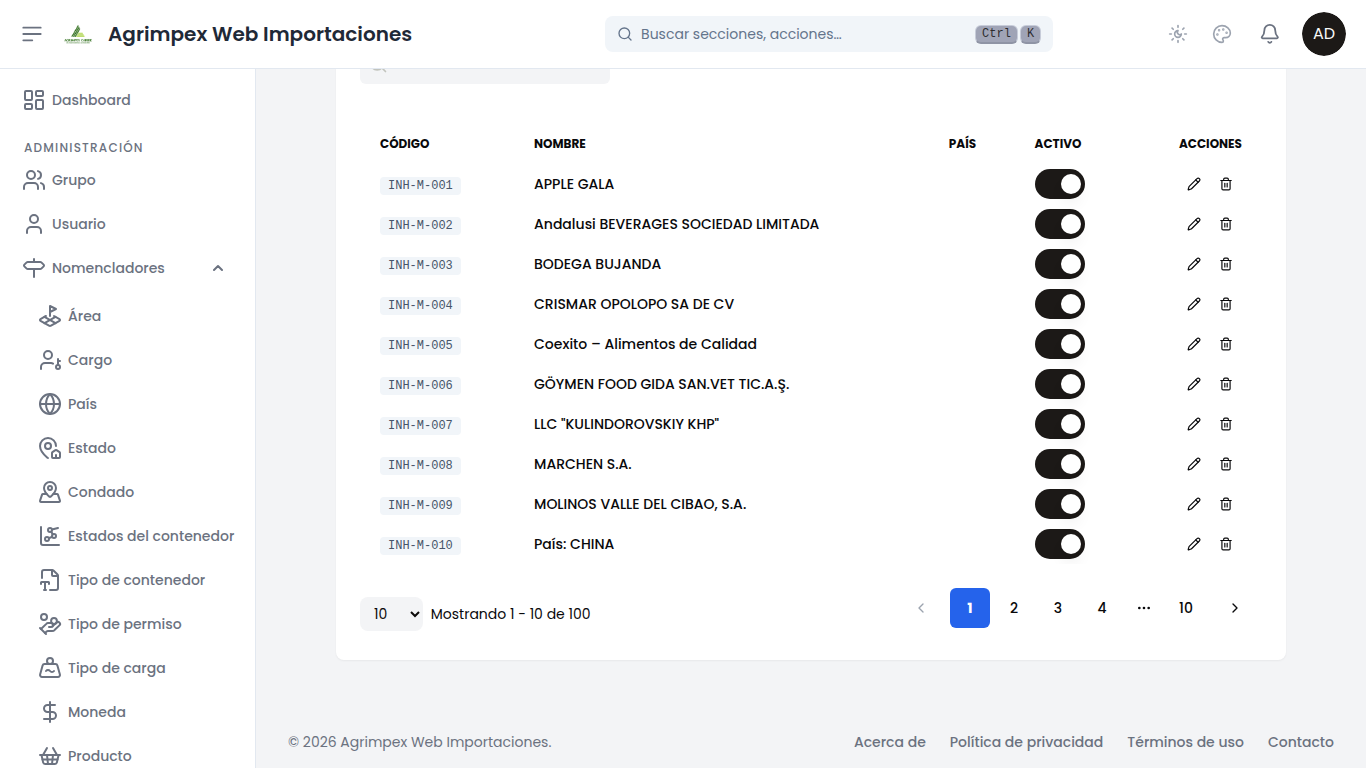 Agrimpex Web Importaciones
Buscar secciones, acciones... Ctrl K
AD
Dashboard
ADMINISTRACIÓN
Grupo
Usuario
Nomencladores
Área
Cargo
País
Estado
Condado
Estados del contenedor
Tipo de contenedor
Tipo de permiso
Tipo de carga
Moneda
Producto
CÓDIGO NOMBRE PAÍS ACTIVO ACCIONES
INH-M-001 APPLE GALA
INH-M-002 Andalusi BEVERAGES SOCIEDAD LIMITADA
INH-M-003 BODEGA BUJANDA
INH-M-004 CRISMAR OPOLOPO SA DE CV
INH-M-005 Coexito – Alimentos de Calidad
INH-M-006 GÖYMEN FOOD GIDA SAN.VET TIC.A.Ş.
INH-M-007 LLC "KULINDOROVSKIY KHP"
INH-M-008 MARCHEN S.A.
INH-M-009 MOLINOS VALLE DEL CIBAO, S.A.
INH-M-010 País: CHINA
10 Mostrando 1 - 10 de 100 1 2 3 4 ... 10
© 2026 Agrimpex Web Importaciones. Acerca de Política de privacidad Términos de uso Contacto